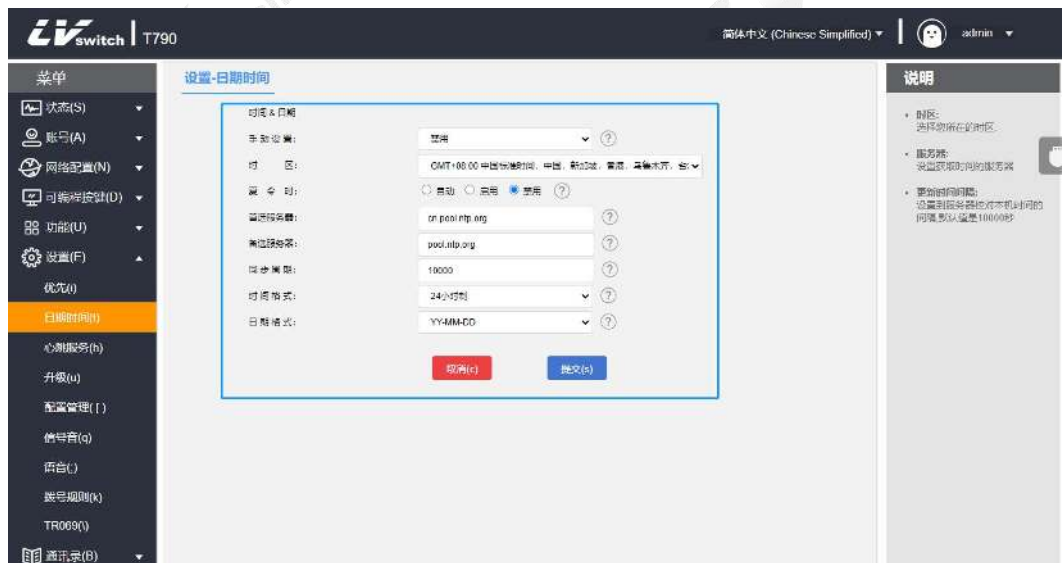 LVswitch T790
简体中文 (Chinese Simplified)
admin
菜单
状态(S)
账号(A)
网络配置(N)
可编程按键(D)
功能(U)
设置(F)
优先(i)
日期时间(t)
心跳服务(h)
升级(u)
配置管理([)
信号音(q)
语音(;)
拨号规则(k)
TR069(\)
通讯录(B)
设置-日期时间
时间&日期
手动设置: 禁用
时 区: GMT+08:00 中国标准时间, 中国, 新加坡, 香港, 乌鲁木齐,
夏令时: 自动 启用 禁用
首选服务器: cn.pool.ntp.org
备选服务器: pool.ntp.org
同步周期: 10000
时间格式: 24小时制
日期格式: YY-MM-DD
取消(c)
提交(s)
说明
时区:
选择您所在的时区.
服务器:
设置获取时间的服务器
更新时间间隔:
设置到服务器校对本机时间的
间隔,默认值是10000秒